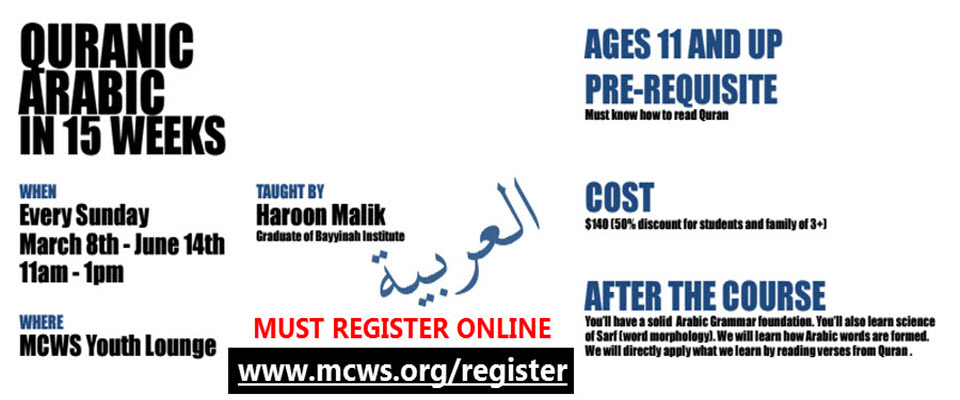 QURANIC
ARABIC
IN 15 WEEKS
WHEN
Every Sunday
March 8th - June 14th
11am - 1pm
WHERE
MCWS Youth Lounge
TAUGHT BY
Haroon Malik
Graduate of Bayyinah Institute
العربية
MUST REGISTER ONLINE
www.mcws.org/register
AGES 11 AND UP
PRE-REQUISITE
Must know how to read Quran
COST
$140 (50% discount for students and family of 3+)
AFTER THE COURSE
You'll have a solid Arabic Grammar foundation. You'll also learn science
of Sarf (word morphology). We will learn how Arabic words are formed.
We will directly apply what we learn by reading verses from Quran .